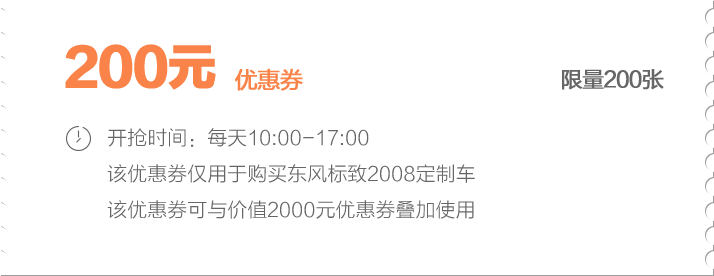 200元 优惠券 限量200张
开抢时间：每天10:00-17:00
该优惠券仅用于购买东风标致2008定制车
该优惠券可与价值2000元优惠券叠加使用